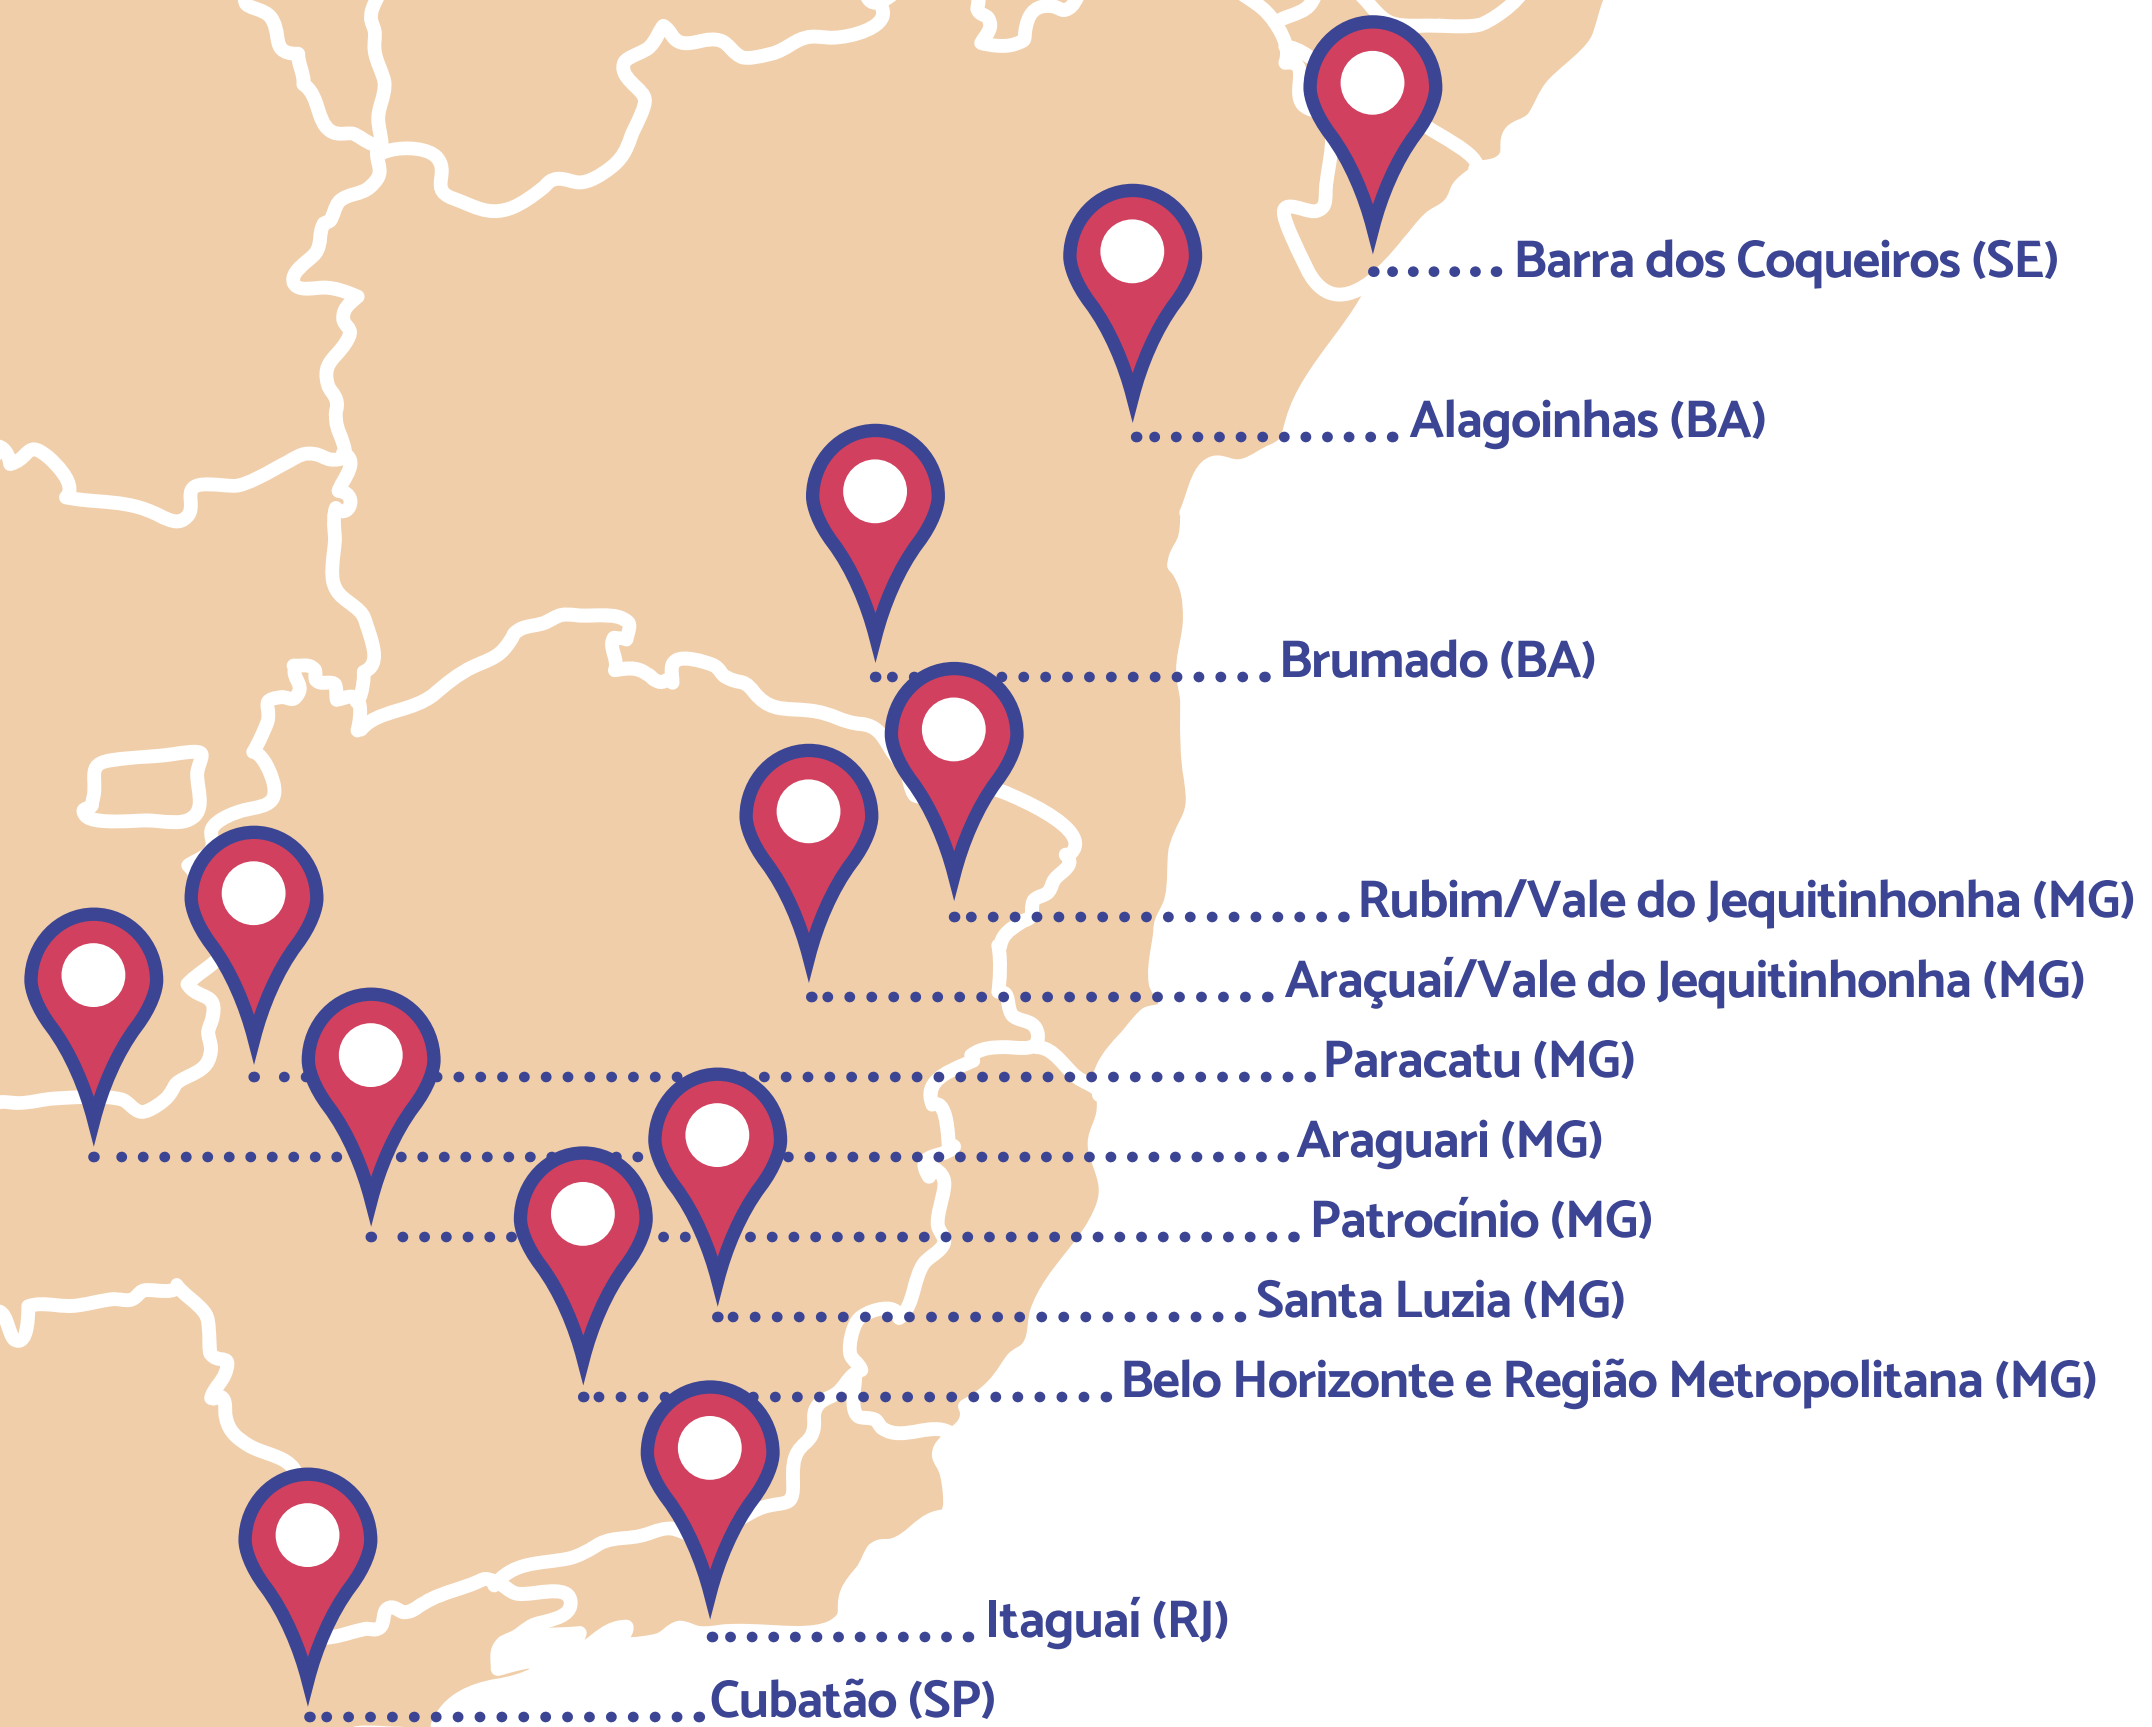 Barra dos Coqueiros (SE)
Alagoinhas (BA)
Brumado (BA)
Rubim/Vale do Jequitinhonha (MG)
Araçuaí/Vale do Jequitinhonha (MG)
Paracatu (MG)
Araguari (MG)
Patrocínio (MG)
Santa Luzia (MG)
Belo Horizonte e Região Metropolitana (MG)
Itaguaí (RJ)
Cubatão (SP)